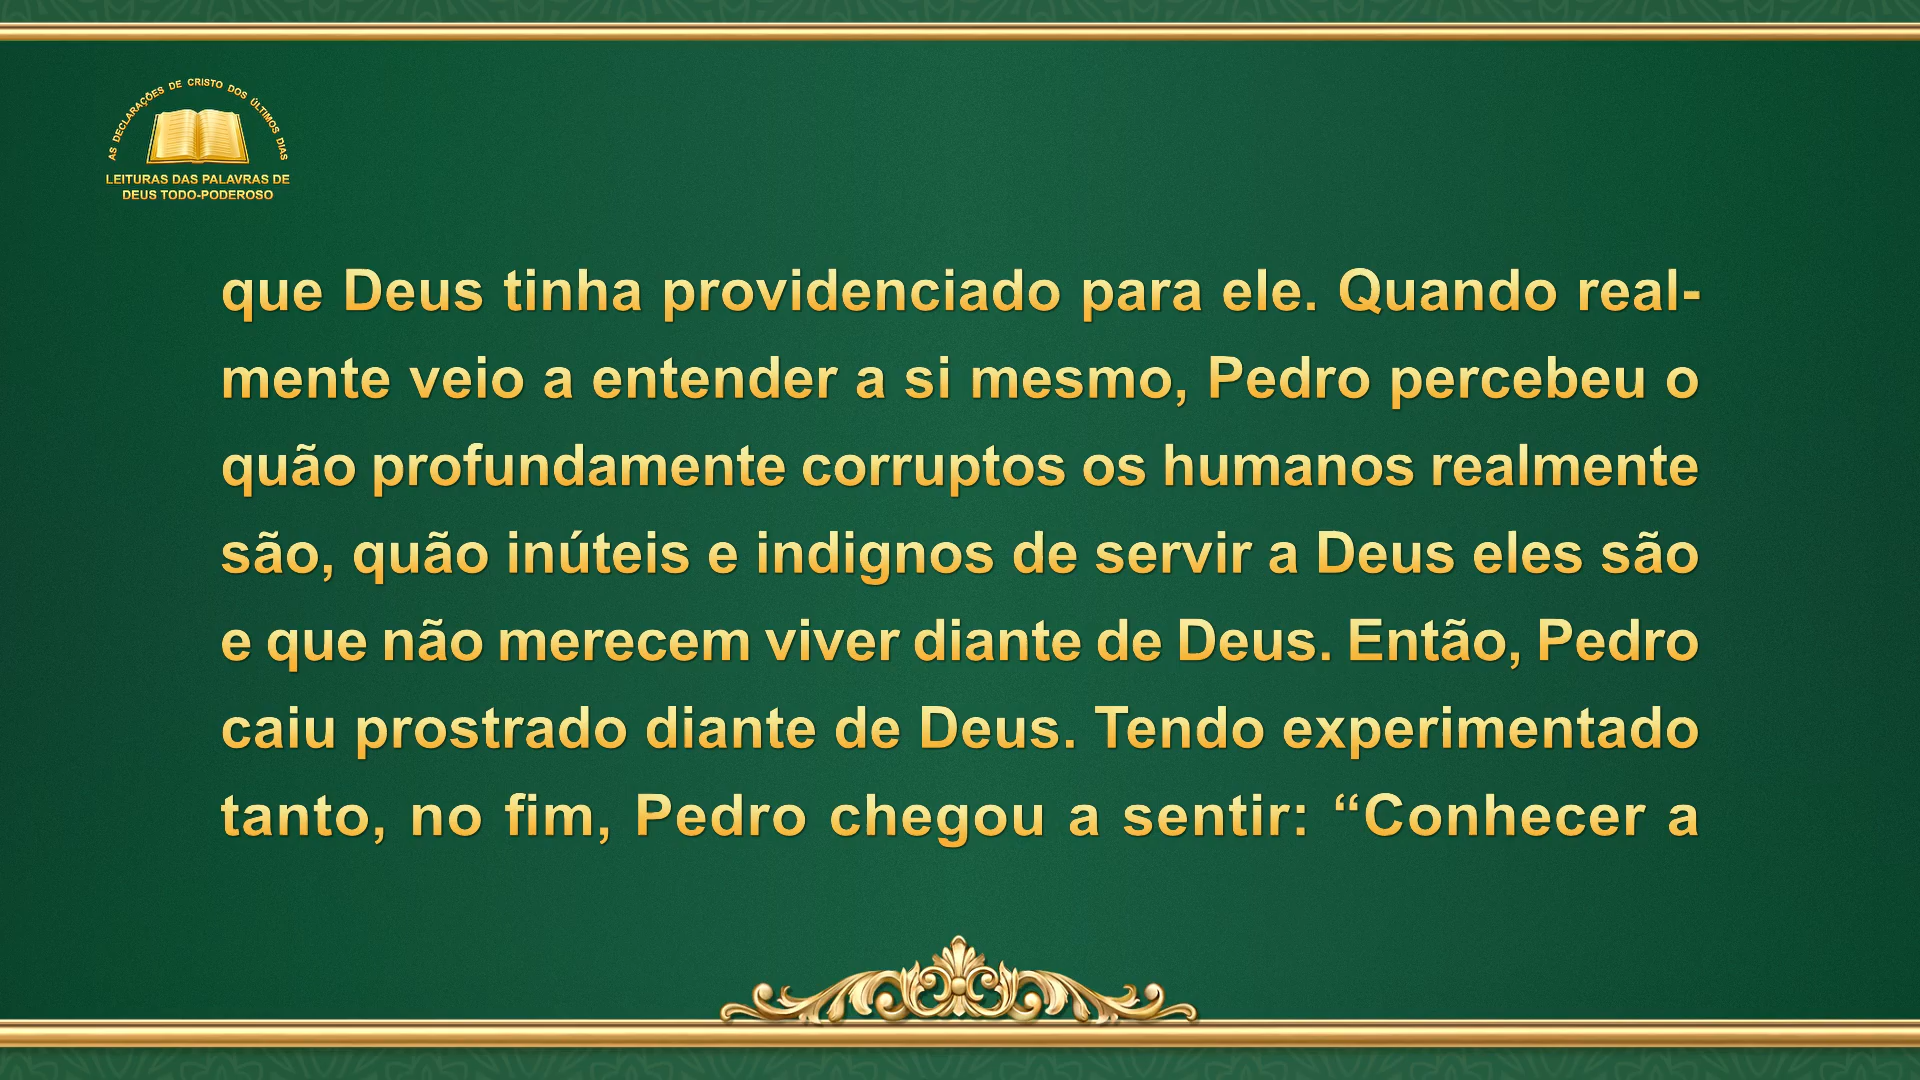 AS DECLARAÇÕES DE CRISTO DOS ÚLTIMOS DIAS
LEITURAS DAS PALAVRAS DE
DEUS TODO-PODEROSO
que Deus tinha providenciado para ele. Quando real-
mente veio a entender a si mesmo, Pedro percebeu o
quão profundamente corruptos os humanos realmente
são, quão inúteis e indignos de servir a Deus eles são
e que não merecem viver diante de Deus. Então, Pedro
caiu prostrado diante de Deus. Tendo experimentado
tanto, no fim, Pedro chegou a sentir: “Conhecer a